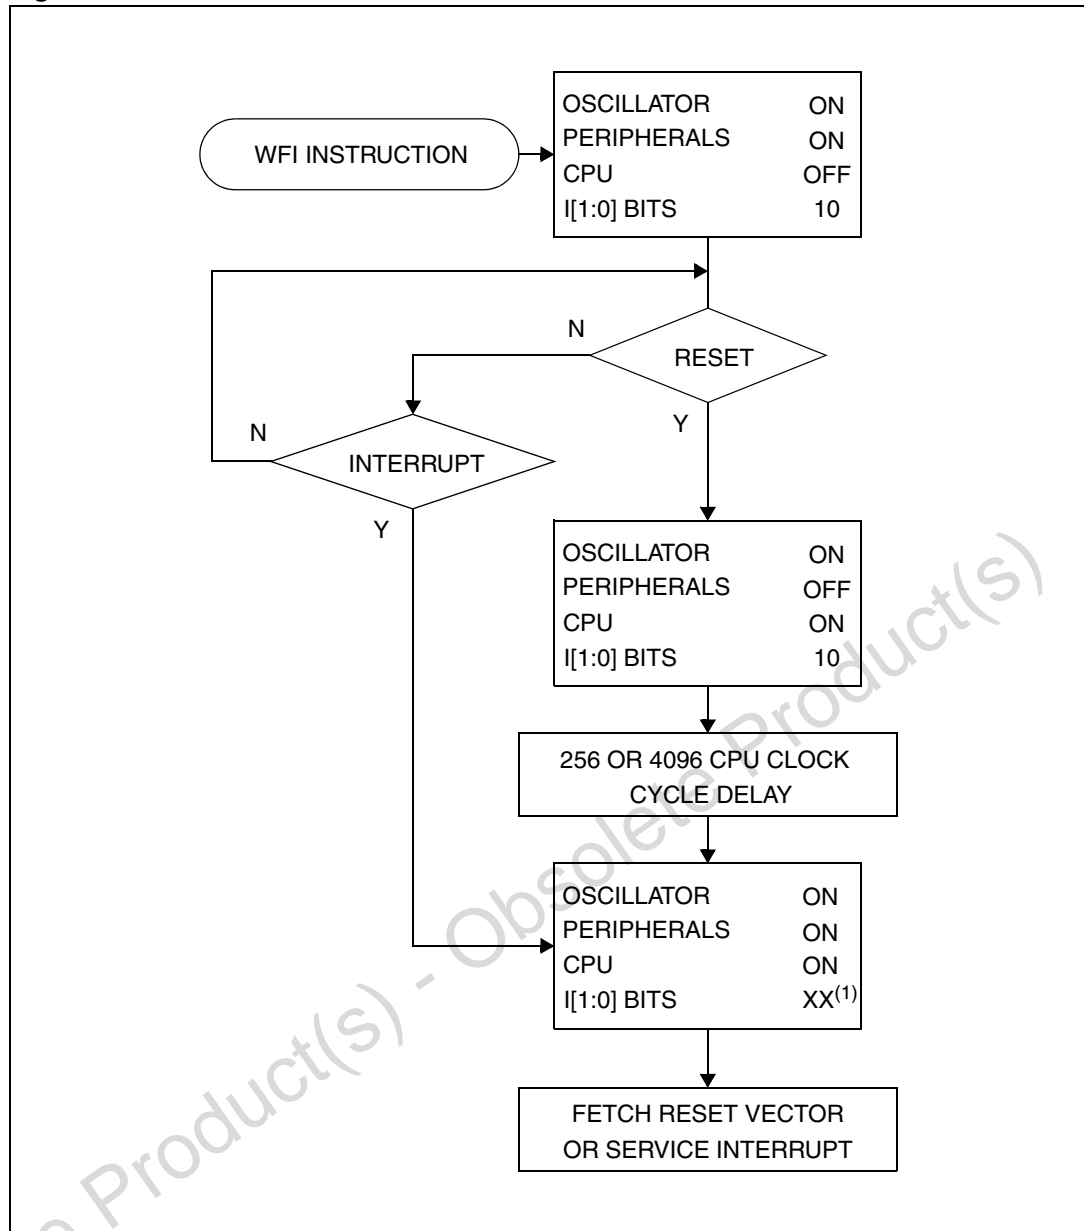 WFI INSTRUCTION
OSCILLATOR ON
PERIPHERALS ON
CPU OFF
I[1:0] BITS 10
N
RESET
Y
N
INTERRUPT
Y
OSCILLATOR ON
PERIPHERALS OFF
CPU ON
I[1:0] BITS 10
256 OR 4096 CPU CLOCK
CYCLE DELAY
OSCILLATOR ON
PERIPHERALS ON
CPU ON
I[1:0] BITS XX(1)
FETCH RESET VECTOR
OR SERVICE INTERRUPT
Product(s) - Obsolete Product(s)